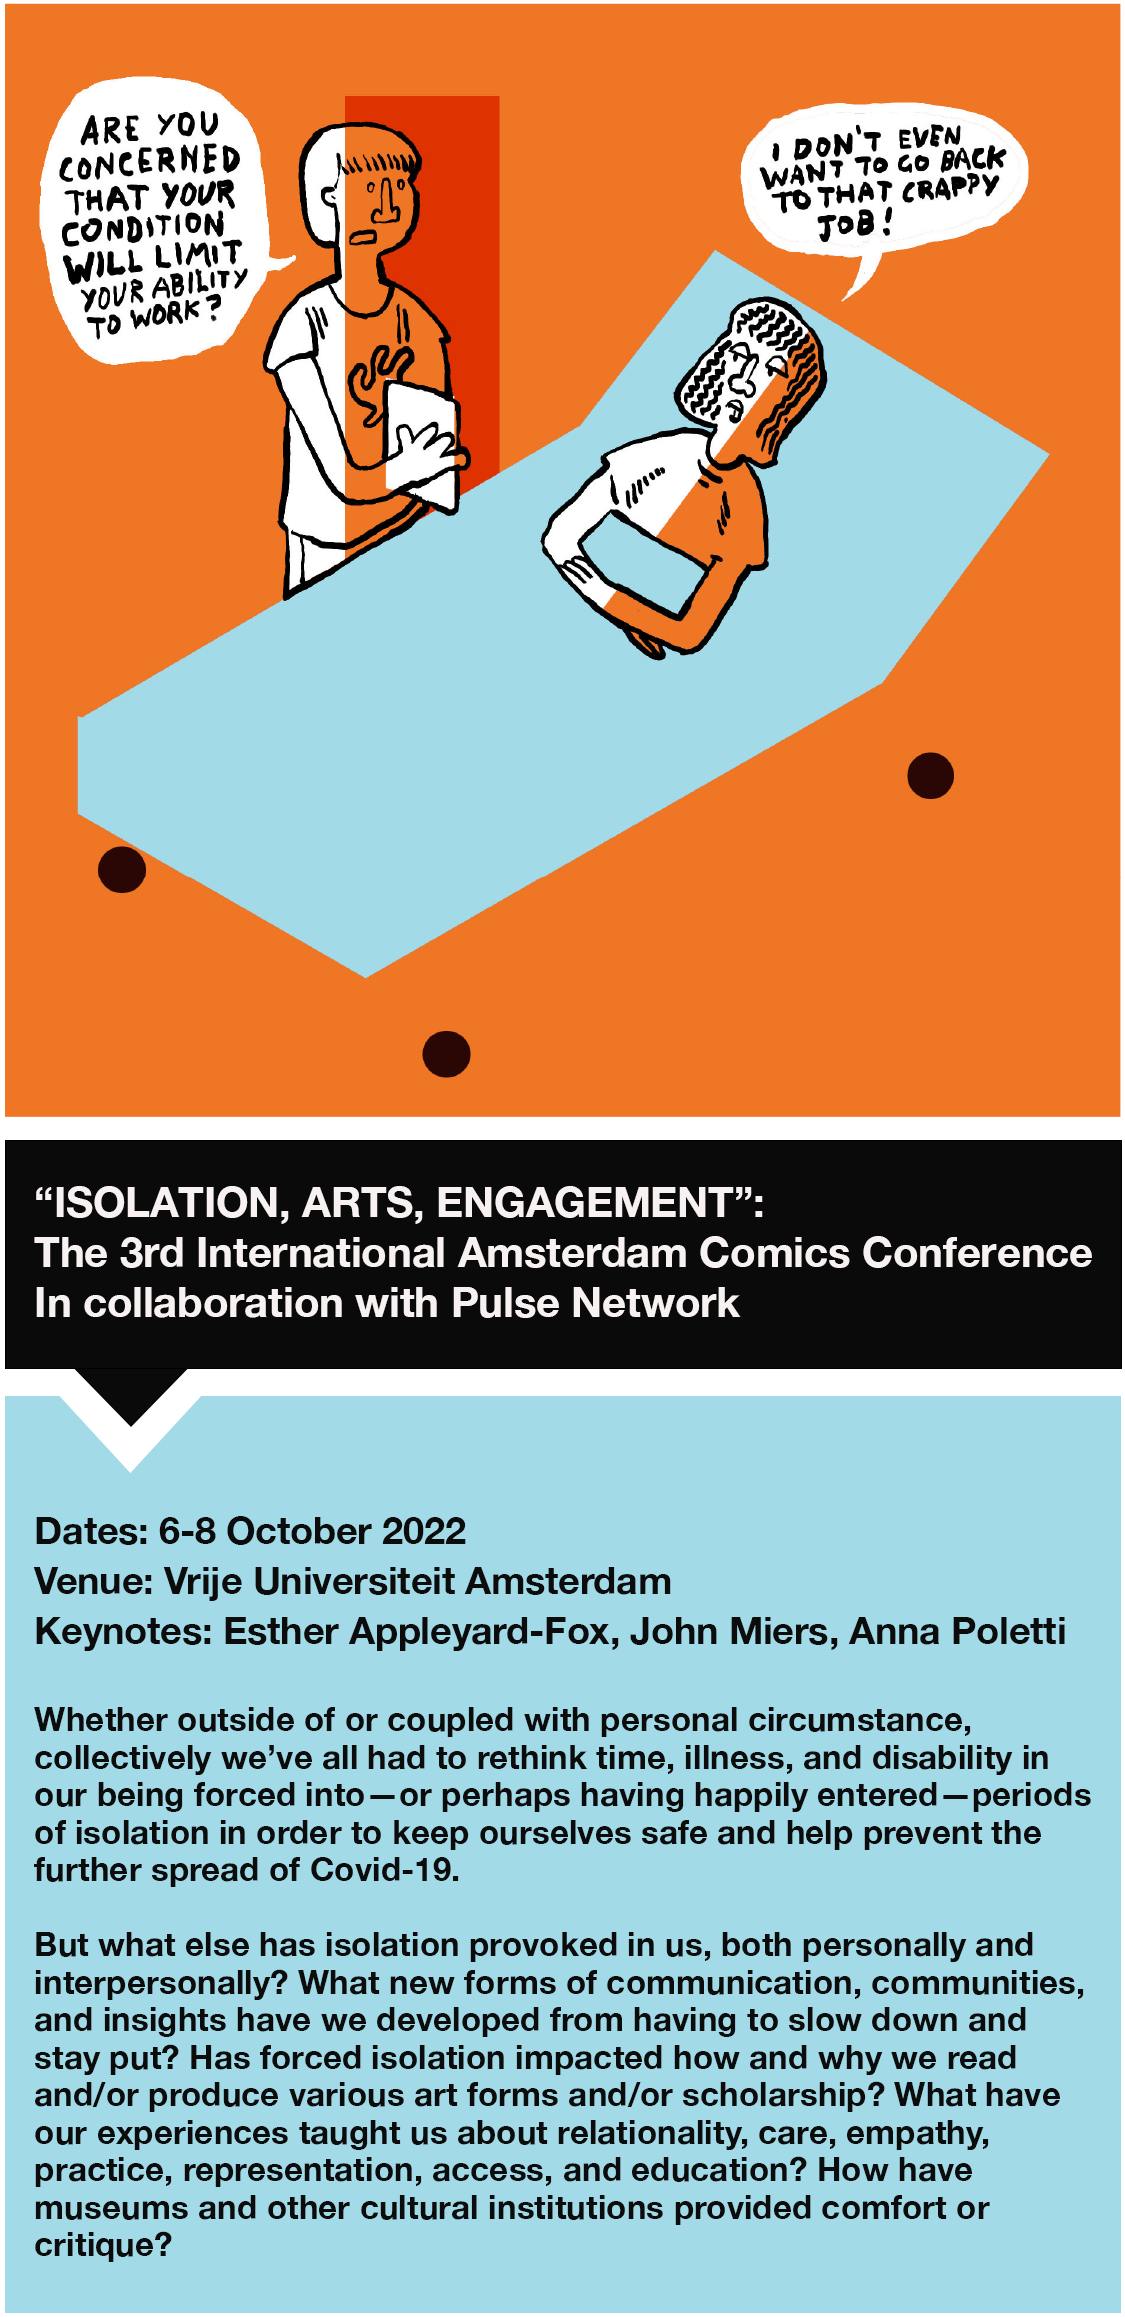 ARE YOU
CONCERNED
THAT YOUR
CONDITION
WILL LIMIT
YOUR ABILITY
TO WORK?
I DON'T EVEN
WANT TO GO BACK
TO THAT CRAPPY
JOB!
“ISOLATION, ARTS, ENGAGEMENT”:
The 3rd International Amsterdam Comics Conference
In collaboration with Pulse Network
Dates: 6-8 October 2022
Venue: Vrije Universiteit Amsterdam
Keynotes: Esther Appleyard-Fox, John Miers, Anna Poletti
Whether outside of or coupled with personal circumstance,
collectively we’ve all had to rethink time, illness, and disability in
our being forced into—or perhaps having happily entered—periods
of isolation in order to keep ourselves safe and help prevent the
further spread of Covid-19.
But what else has isolation provoked in us, both personally and
interpersonally? What new forms of communication, communities,
and insights have we developed from having to slow down and
stay put? Has forced isolation impacted how and why we read
and/or produce various art forms and/or scholarship? What have
our experiences taught us about relationality, care, empathy,
practice, representation, access, and education? How have
museums and other cultural institutions provided comfort or
critique?